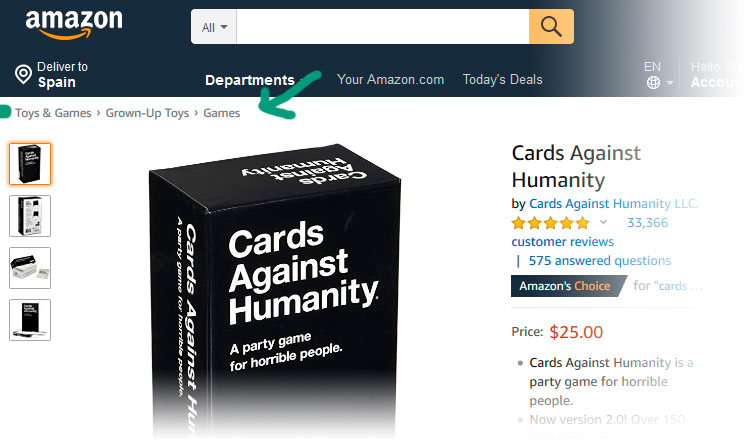 amazon
All
Deliver to
Spain
Departments
Your Amazon.com
Today's Deals
EN
Hello, S
Accoun
Toys & Games › Grown-Up Toys › Games
Cards Against Humanity
Cards
Against
Humanity
A party game
for horrible people.
Cards Against Humanity
A party game for horrible people.
Cards Against
Humanity
by Cards Against Humanity LLC.
33,366
customer reviews
| 575 answered questions
Amazon's Choice for "cards ...
Price: $25.00
• Cards Against Humanity is a
party game for horrible
people.
• Now version 2.0! Over 150